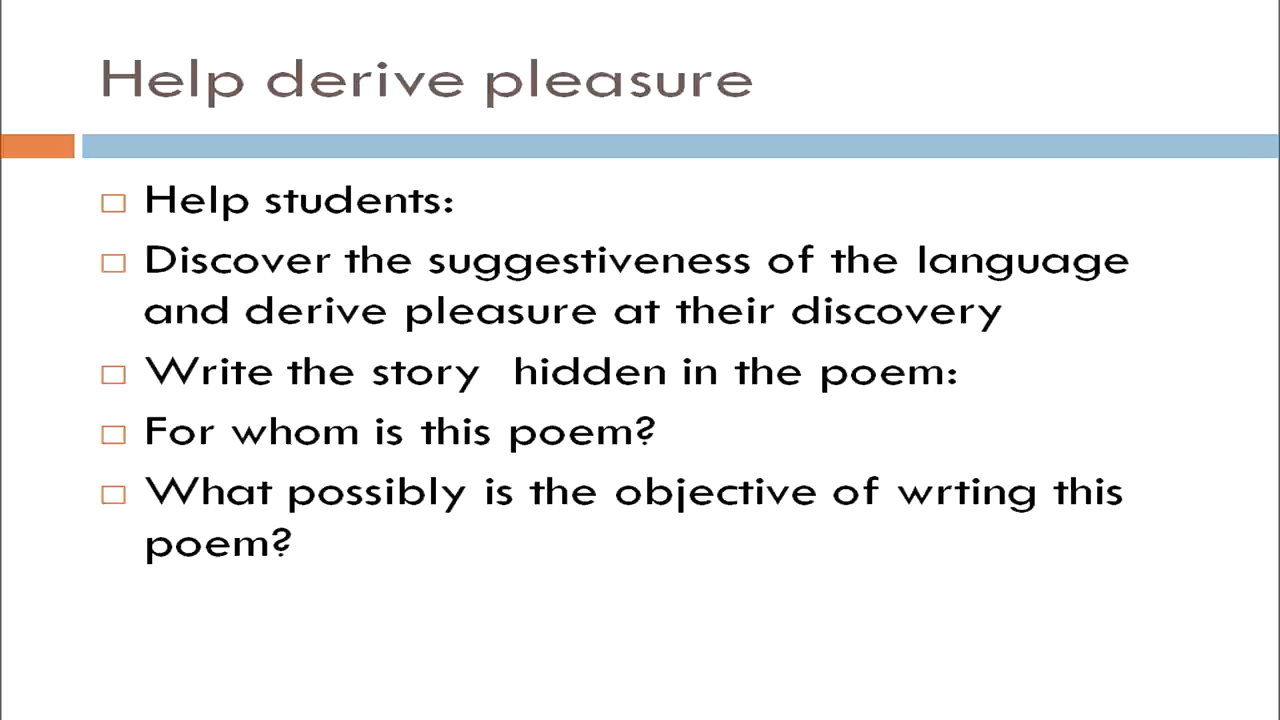 Help derive pleasure
Help students:
Discover the suggestiveness of the language
and derive pleasure at their discovery
Write the story  hidden in the poem:
For whom is this poem?
What possibly is the objective of wrting this
poem?